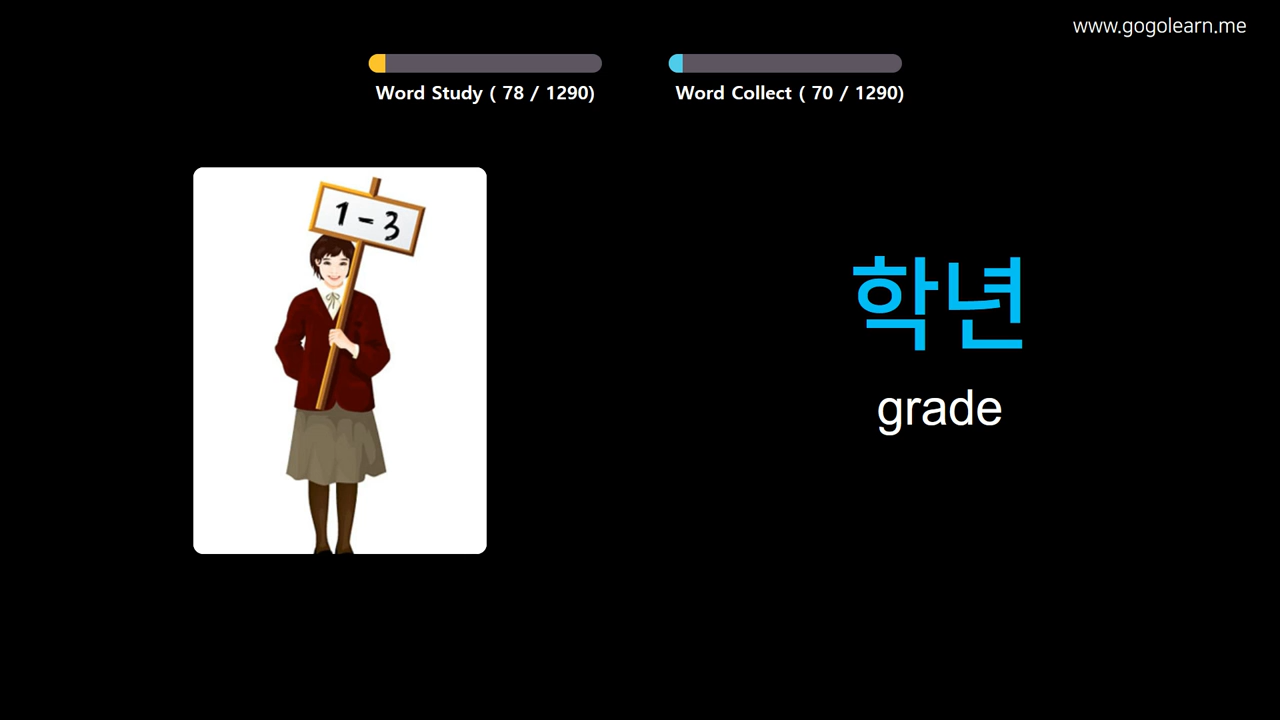 www.gogolearn.me
Word Study ( 78 / 1290)
Word Collect ( 70 / 1290)
1 - 3
학년
grade